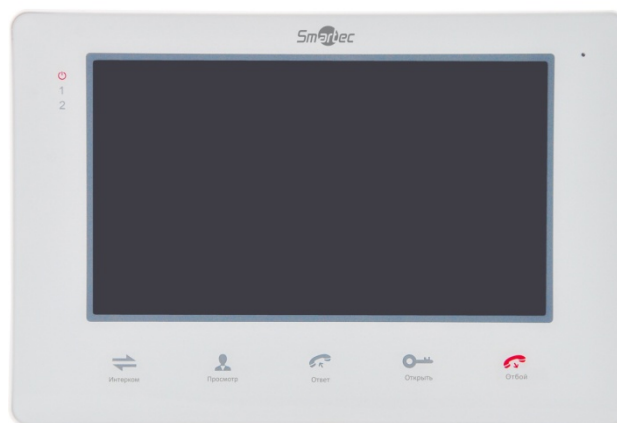 Smartec
1
2
Интерком
Просмотр
Ответ
Открыть
Отбой